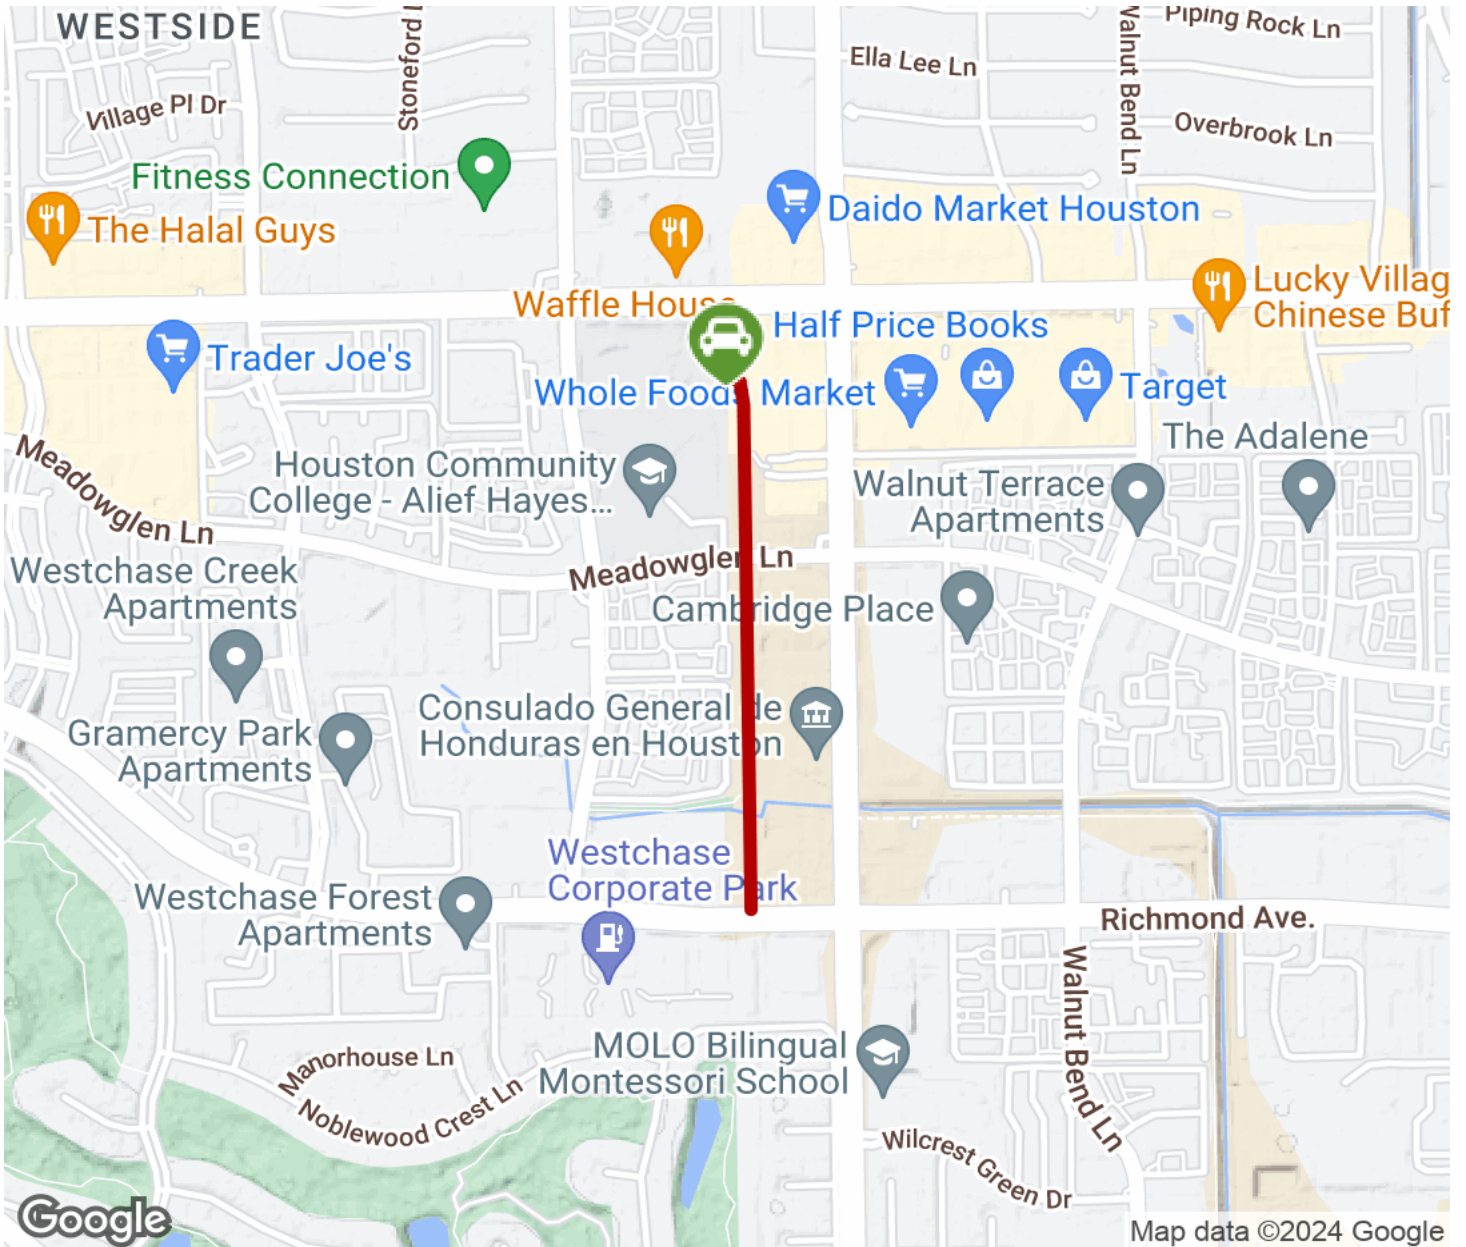 WESTSIDE
Piping Rock Ln
Ella Lee Ln
Walnut Bend Ln
Stoneford
Village Pl Dr
Overbrook Ln
Fitness Connection
Daido Market Houston
The Halal Guys
Lucky Villag
Chinese Buf
Waffle House
Half Price Books
Trader Joe's
Whole Foods Market
Target
The Adalene
Meadowglen Ln
Houston Community
College - Alief Hayes...
Walnut Terrace
Apartments
Meadowglen Ln
Westchase Creek
Apartments
Cambridge Place
Consulado General de
Honduras en Houston
Gramercy Park
Apartments
Westchase
Corporate Park
Westchase Forest
Apartments
Richmond Ave.
Walnut Bend Ln
MOLO Bilingual
Montessori School
Manorhouse Ln
Noblewood Crest Ln
Wilcrest Green Dr
Google
Map data ©2024 Google